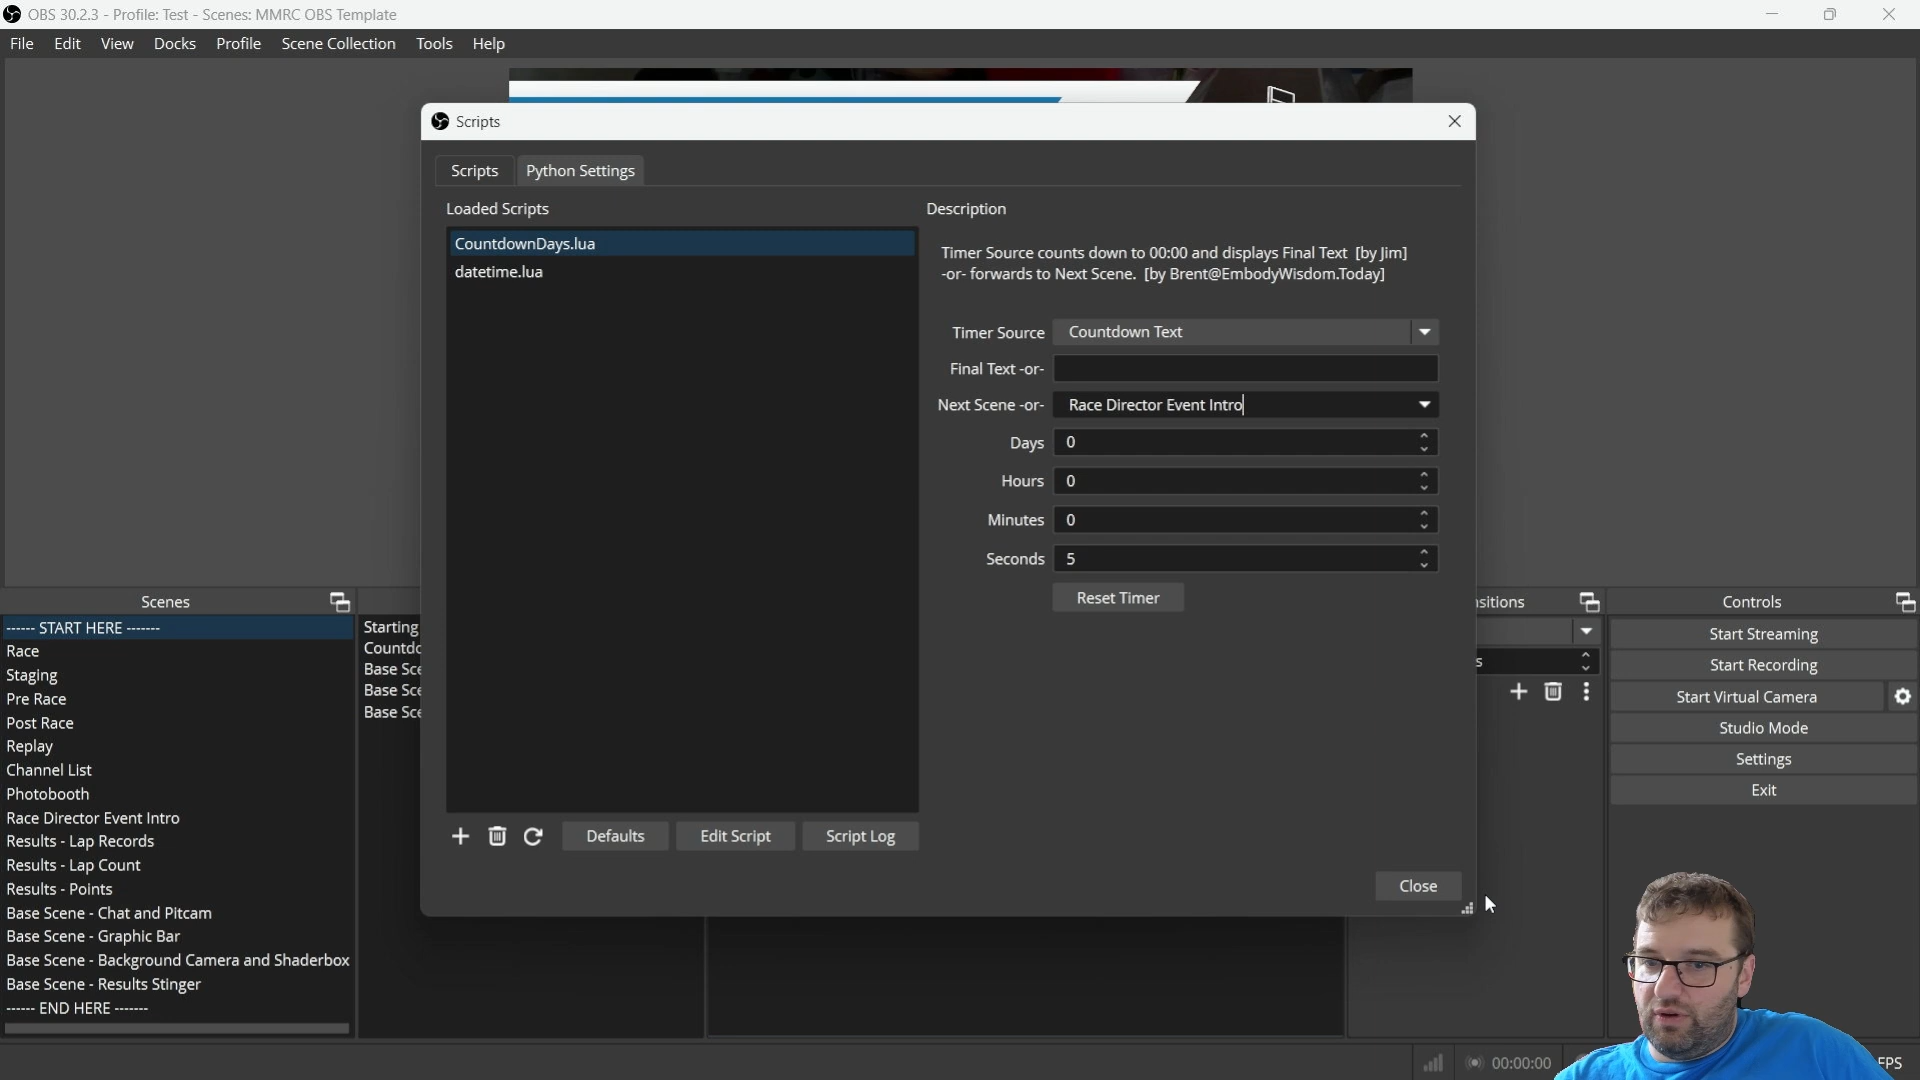 OBS 30.2.3 - Profile: Test - Scenes: MMRC OBS Template
File Edit View Docks Profile Scene Collection Tools Help
Scripts
Scripts Python Settings
Loaded Scripts
CountdownDays.lua
datetime.lua
Defaults Edit Script Script Log
Description
Timer Source counts down to 00:00 and displays Final Text [by Jim]
-or- forwards to Next Scene. [by Brent@EmbodyWisdom.Today]
Timer Source Countdown Text
Final Text -or-
Next Scene -or- Race Director Event Intro
Days 0
Hours 0
Minutes 0
Seconds 5
Reset Timer
Close
Scenes
------ START HERE -------
Race
Staging
Pre Race
Post Race
Replay
Channel List
Photobooth
Race Director Event Intro
Results - Lap Records
Results - Lap Count
Results - Points
Base Scene - Chat and Pitcam
Base Scene - Graphic Bar
Base Scene - Background Camera and Shaderbox
Base Scene - Results Stinger
------ END HERE -------
Starting
Countdo
Base Sce
Base Sce
Base Sce
sitions
s
Controls
Start Streaming
Start Recording
Start Virtual Camera
Studio Mode
Settings
Exit
00:00:00
FPS